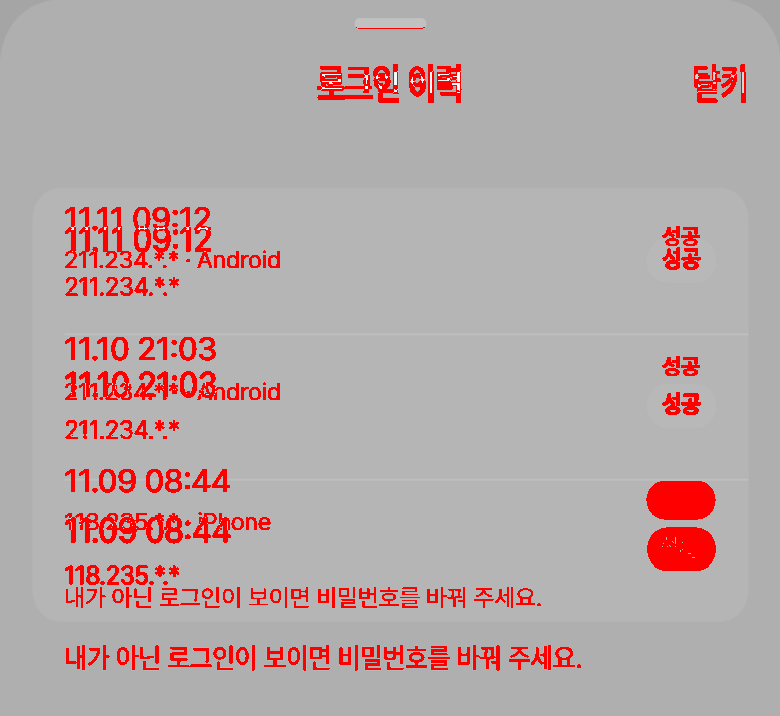 로그인 이력
닫기
11.11 09:12
11.11 09:12
성공
211.234.*.* · Android
성공
211.234.*.*
11.10 21:03
성공
11.10 21:03
211.234.*.* · Android
성공
211.234.*.*
11.09 08:44
118.235.*.* · iPhone
11.09 08:44
118.235.*.*
내가 아닌 로그인이 보이면 비밀번호를 바꿔 주세요.
내가 아닌 로그인이 보이면 비밀번호를 바꿔 주세요.